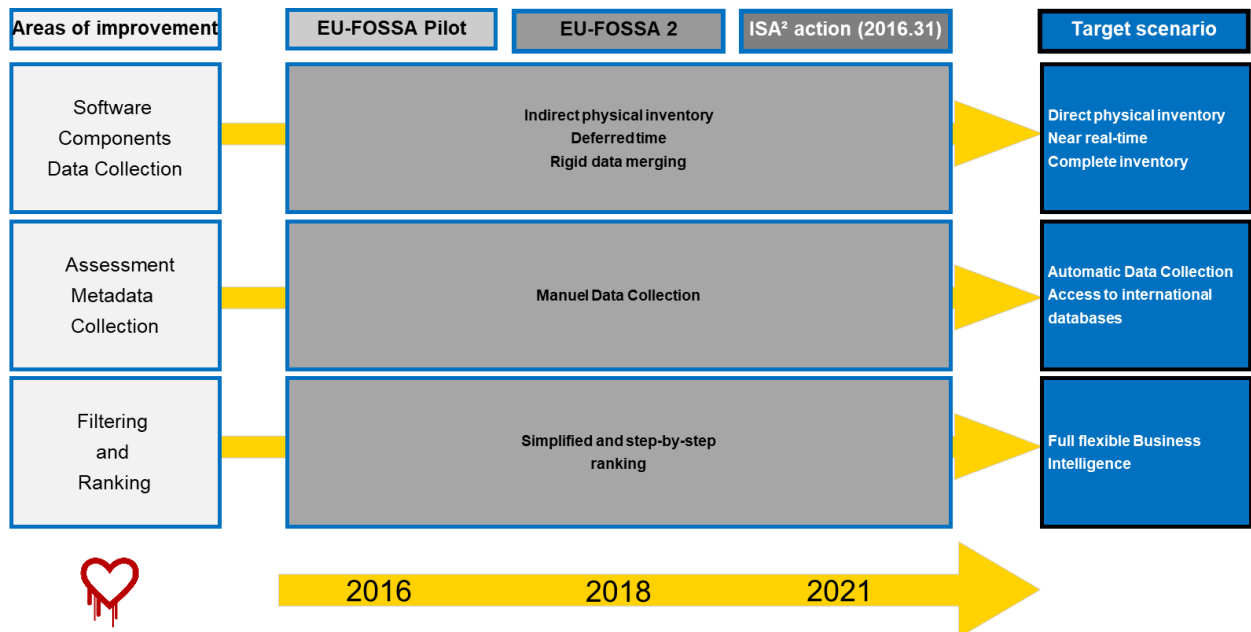 Areas of improvement
EU-FOSSA Pilot
EU-FOSSA 2
ISA² action (2016.31)
Target scenario
Software
Components
Data Collection
Indirect physical inventory
Deferred time
Rigid data merging
Direct physical inventory
Near real-time
Complete inventory
Assessment
Metadata
Collection
Manuel Data Collection
Automatic Data Collection
Access to international
databases
Filtering
and
Ranking
Simplified and step-by-step
ranking
Full flexible Business
Intelligence
2016
2018
2021